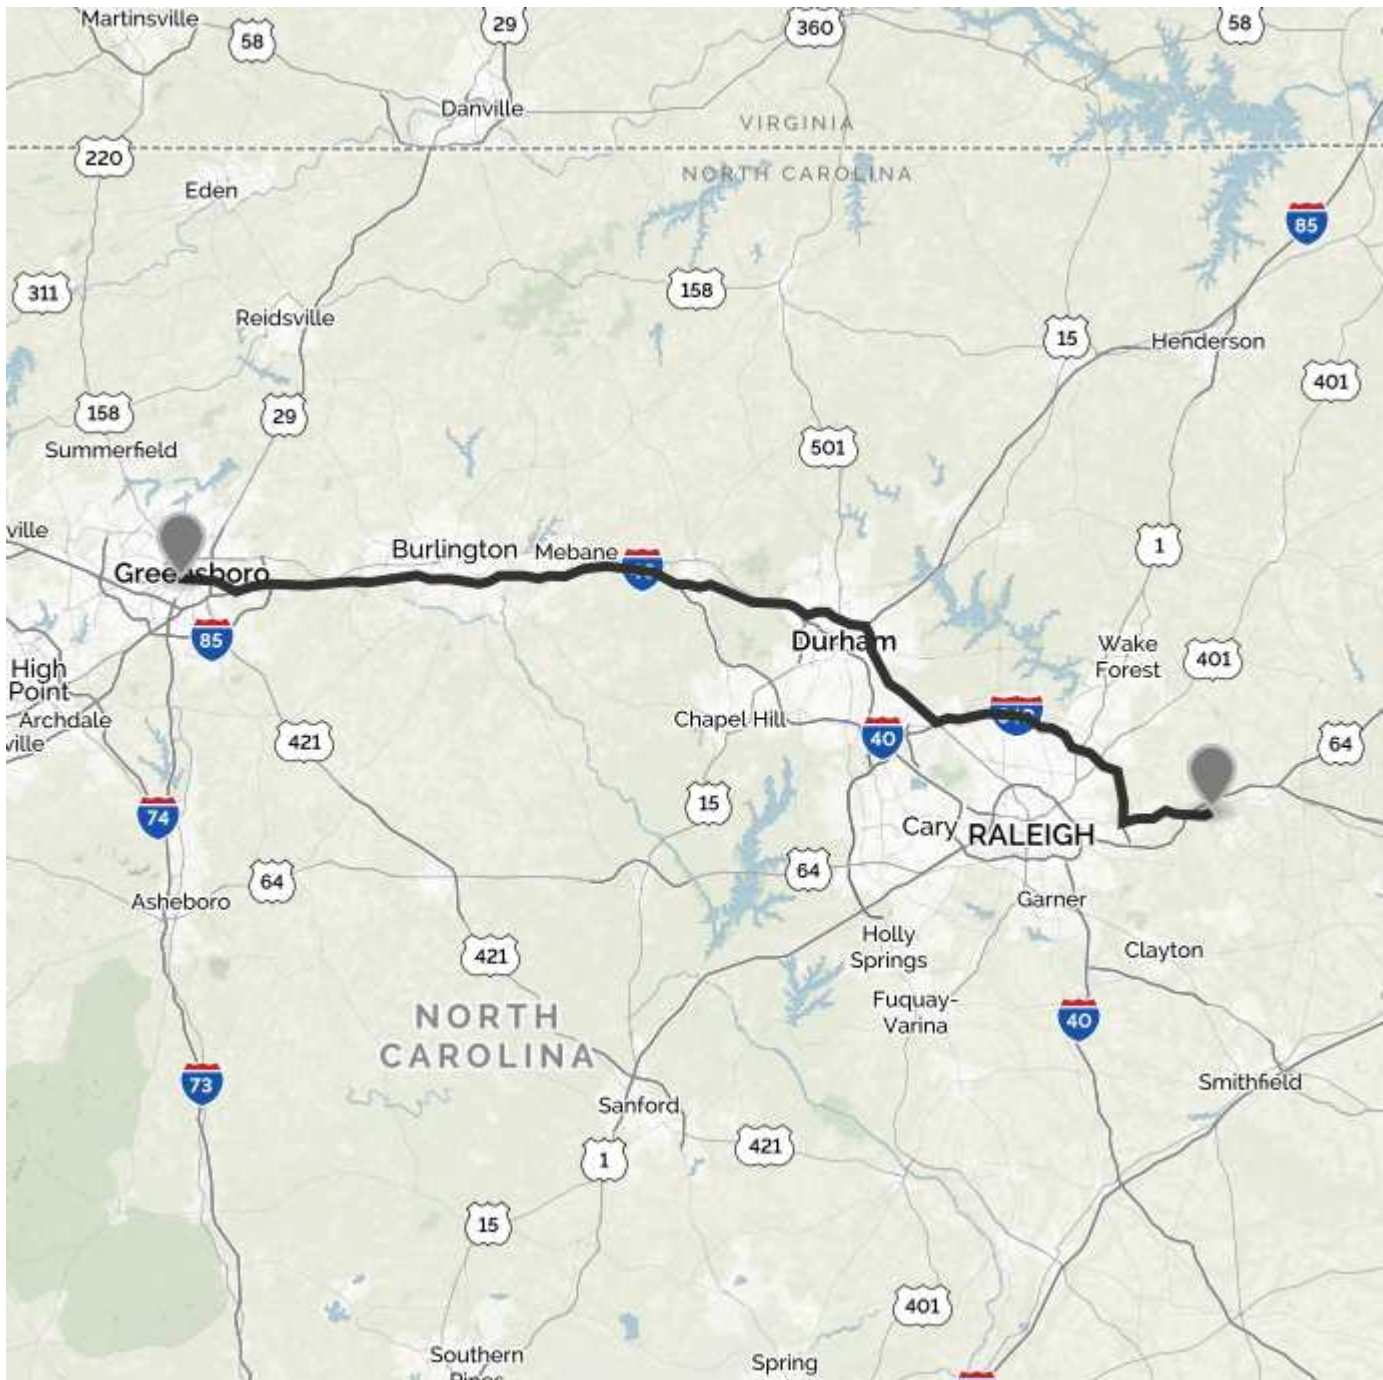 Martinsville
58
29
360
58
Danville
VIRGINIA
220
NORTH CAROLINA
Eden
85
311
158
Reidsville
15
Henderson
401
158
29
Summerfield
501
ville
Burlington
Mebane
1
Greensboro
85
Durham
Wake
Forest
401
High
Point
Archdale
ville
421
Chapel Hill
40
64
74
15
Cary
RALEIGH
64
64
Asheboro
Garner
421
Holly
Springs
Clayton
Fuquay-
Varina
NORTH
CAROLINA
40
73
Smithfield
Sanford
421
1
15
401
Southern
Pines
Spring